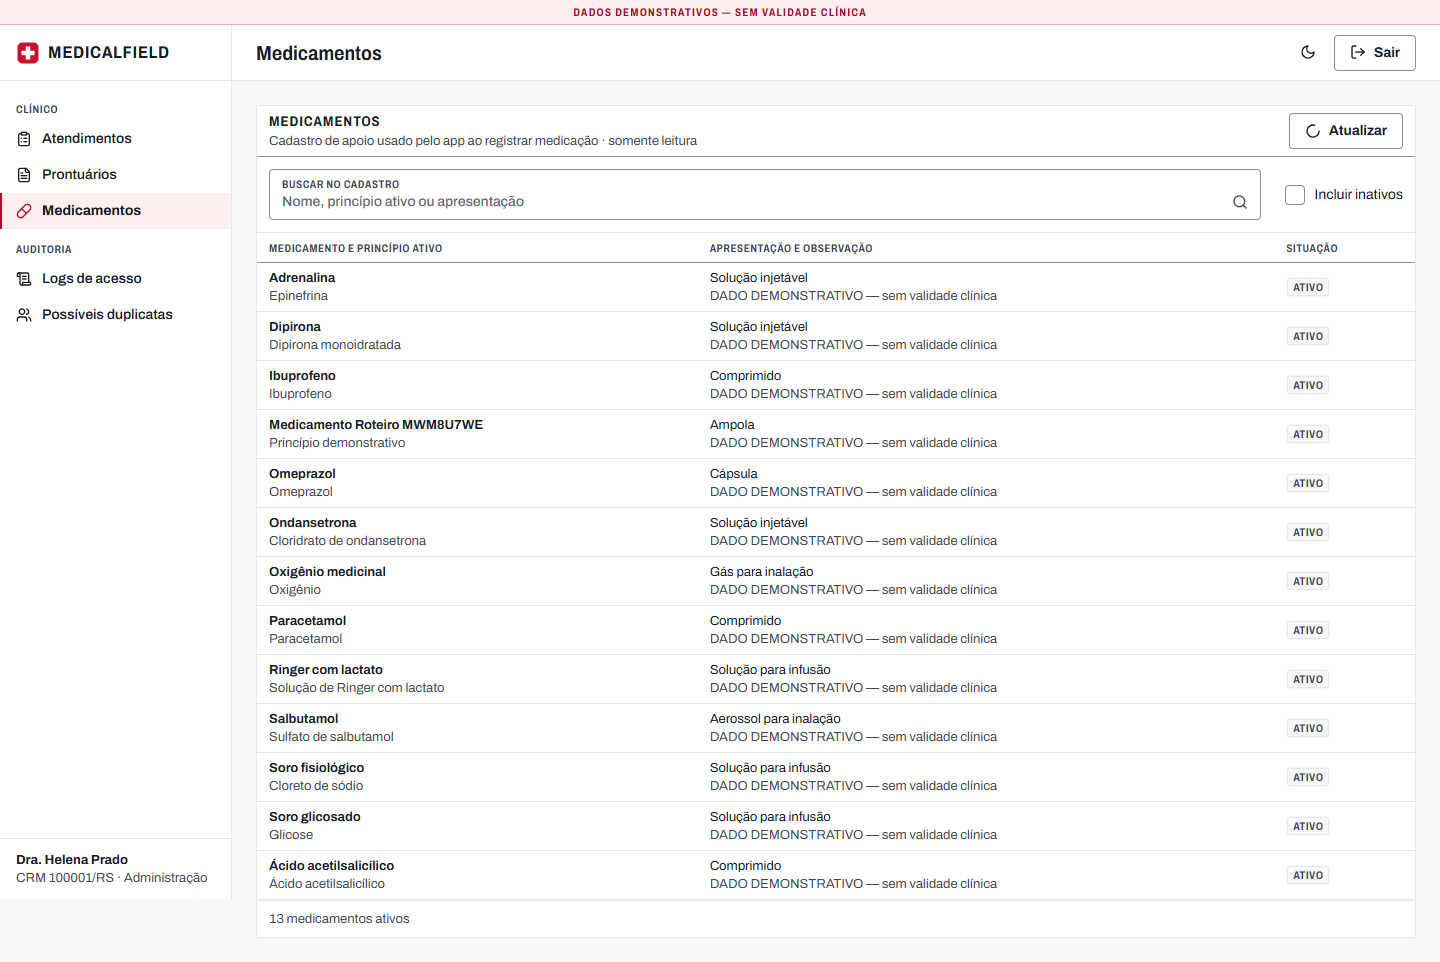 DADOS DEMONSTRATIVOS — SEM VALIDADE CLÍNICA
MEDICALFIELD
Medicamentos
Sair
CLÍNICO
Atendimentos
Prontuários
Medicamentos
AUDITORIA
Logs de acesso
Possíveis duplicatas
Dra. Helena Prado
CRM 100001/RS · Administração
MEDICAMENTOS
Cadastro de apoio usado pelo app ao registrar medicação · somente leitura
Atualizar
BUSCAR NO CADASTRO
Nome, princípio ativo ou apresentação
Incluir inativos
MEDICAMENTO E PRINCÍPIO ATIVO APRESENTAÇÃO E OBSERVAÇÃO SITUAÇÃO
Adrenalina Solução injetável
Epinefrina DADO DEMONSTRATIVO — sem validade clínica
ATIVO
Dipirona Solução injetável
Dipirona monoidratada DADO DEMONSTRATIVO — sem validade clínica
ATIVO
Ibuprofeno Comprimido
Ibuprofeno DADO DEMONSTRATIVO — sem validade clínica
ATIVO
Medicamento Roteiro MWM8U7WE Ampola
Princípio demonstrativo DADO DEMONSTRATIVO — sem validade clínica
ATIVO
Omeprazol Cápsula
Omeprazol DADO DEMONSTRATIVO — sem validade clínica
ATIVO
Ondansetrona Solução injetável
Cloridrato de ondansetrona DADO DEMONSTRATIVO — sem validade clínica
ATIVO
Oxigênio medicinal Gás para inalação
Oxigênio DADO DEMONSTRATIVO — sem validade clínica
ATIVO
Paracetamol Comprimido
Paracetamol DADO DEMONSTRATIVO — sem validade clínica
ATIVO
Ringer com lactato Solução para infusão
Solução de Ringer com lactato DADO DEMONSTRATIVO — sem validade clínica
ATIVO
Salbutamol Aerossol para inalação
Sulfato de salbutamol DADO DEMONSTRATIVO — sem validade clínica
ATIVO
Soro fisiológico Solução para infusão
Cloreto de sódio DADO DEMONSTRATIVO — sem validade clínica
ATIVO
Soro glicosado Solução para infusão
Glicose DADO DEMONSTRATIVO — sem validade clínica
ATIVO
Ácido acetilsalicílico Comprimido
Ácido acetilsalicílico DADO DEMONSTRATIVO — sem validade clínica
ATIVO
13 medicamentos ativos